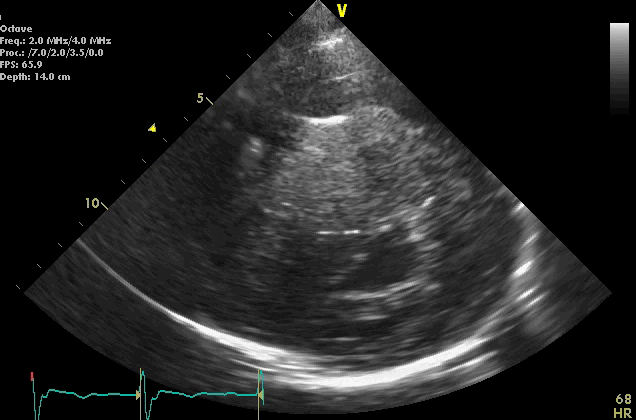 V
Octave
Freq.: 2.0 MHz/4.0 MHz
Proc.: /7.0/2.0/3.5/0.0
FPS: 65.9
Depth: 14.0 cm
5
10
68
HR